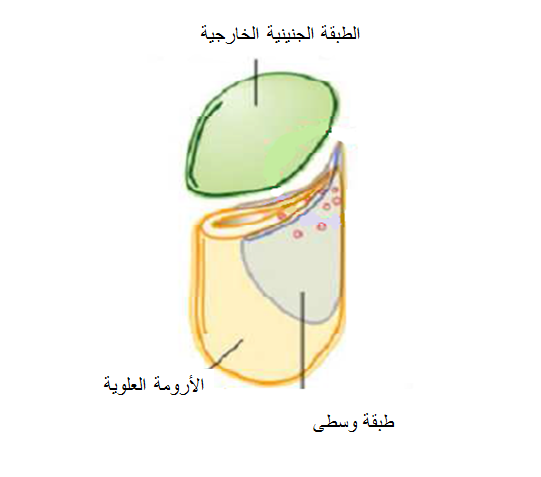 الطبقة الجنينية الخارجية
الأرومة العلوية
طبقة وسطى